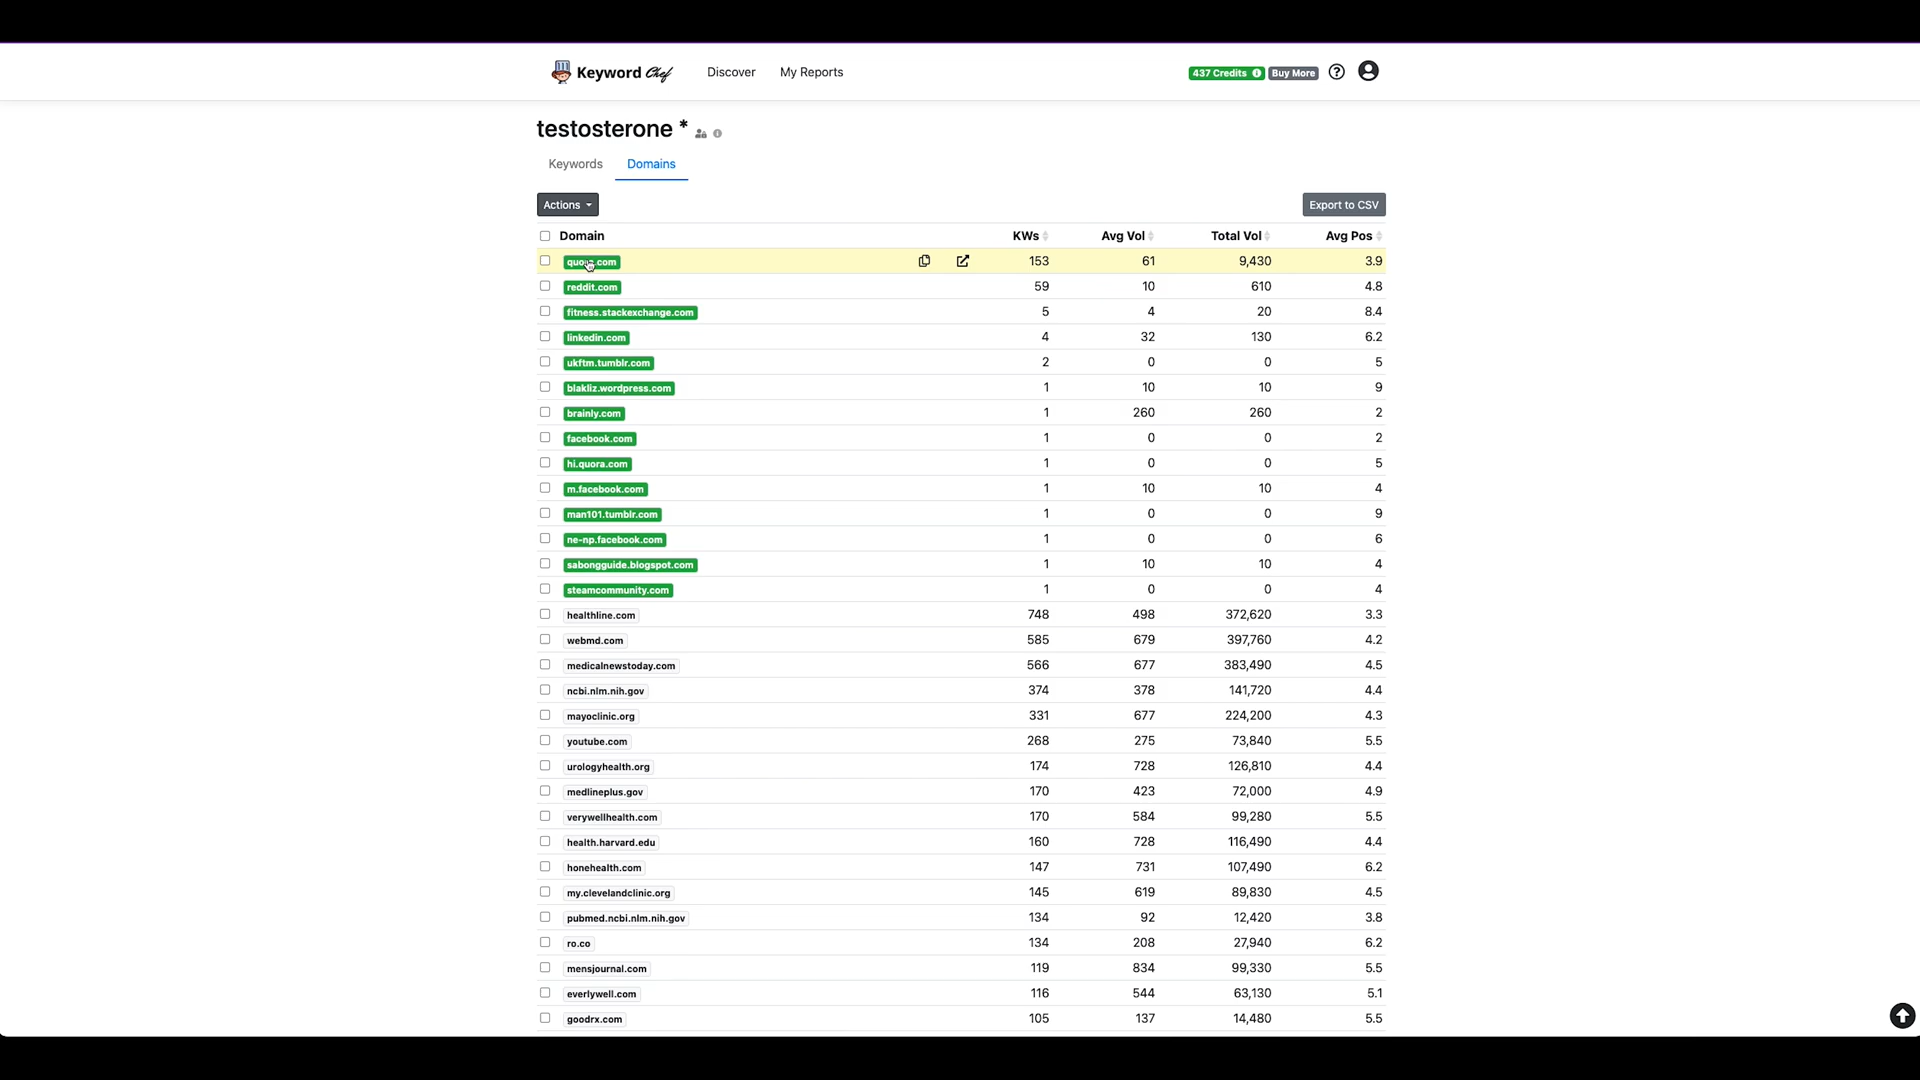 Keyword Chef Discover My Reports 437 Credits Buy More
testosterone *
Keywords Domains
Actions Export to CSV
Domain KWs Avg Vol Total Vol Avg Pos
quora.com 153 61 9,430 3.9
reddit.com 59 10 610 4.8
fitness.stackexchange.com 5 4 20 8.4
linkedin.com 4 32 130 6.2
ukftm.tumblr.com 2 0 0 5
blakliz.wordpress.com 1 10 10 9
brainly.com 1 260 260 2
facebook.com 1 0 0 2
hi.quora.com 1 0 0 5
m.facebook.com 1 10 10 4
man101.tumblr.com 1 0 0 9
ne-np.facebook.com 1 0 0 6
sabongguide.blogspot.com 1 10 10 4
steamcommunity.com 1 0 0 4
healthline.com 748 498 372,620 3.3
webmd.com 585 679 397,760 4.2
medicalnewstoday.com 566 677 383,490 4.5
ncbi.nlm.nih.gov 374 378 141,720 4.4
mayoclinic.org 331 677 224,200 4.3
youtube.com 268 275 73,840 5.5
urologyhealth.org 174 728 126,810 4.4
medlineplus.gov 170 423 72,000 4.9
verywellhealth.com 170 584 99,280 5.5
health.harvard.edu 160 728 116,490 4.4
honehealth.com 147 731 107,490 6.2
my.clevelandclinic.org 145 619 89,830 4.5
pubmed.ncbi.nlm.nih.gov 134 92 12,420 3.8
ro.co 134 208 27,940 6.2
mensjournal.com 119 834 99,330 5.5
everlywell.com 116 544 63,130 5.1
goodrx.com 105 137 14,480 5.5